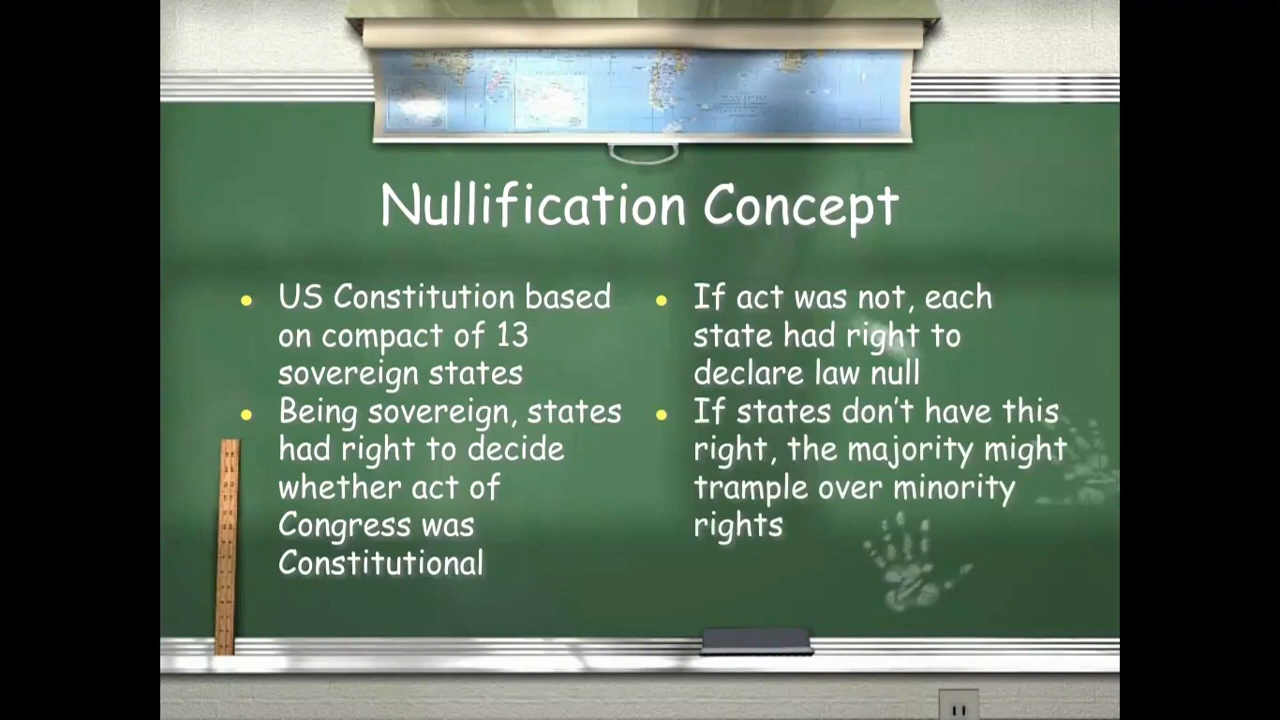 Nullification Concept
US Constitution based
on compact of 13
sovereign states
Being sovereign, states
had right to decide
whether act of
Congress was
Constitutional
If act was not, each
state had right to
declare law null
If states don't have this
right, the majority might
trample over minority
rights